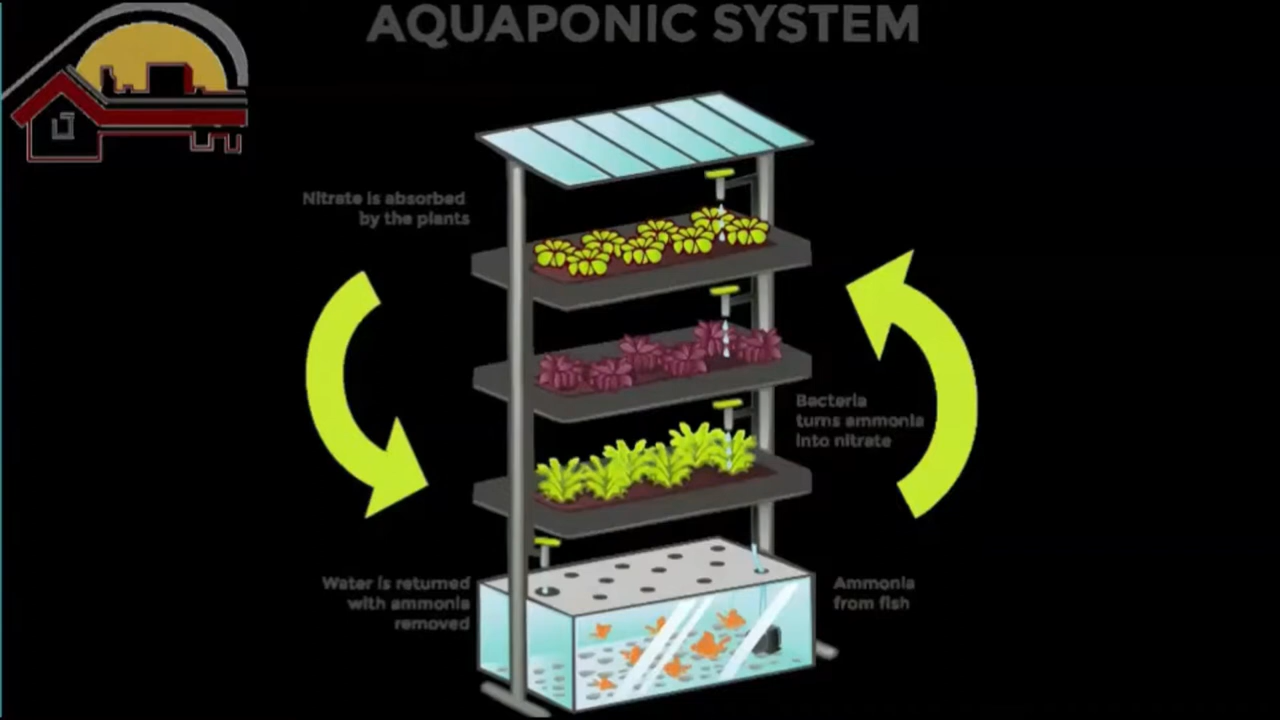 AQUAPONIC SYSTEM
Nitrate is absorbed
by the plants
Bacteria
turns ammonia
into nitrate
Water is returned
with ammonia
removed
Ammonia
from fish